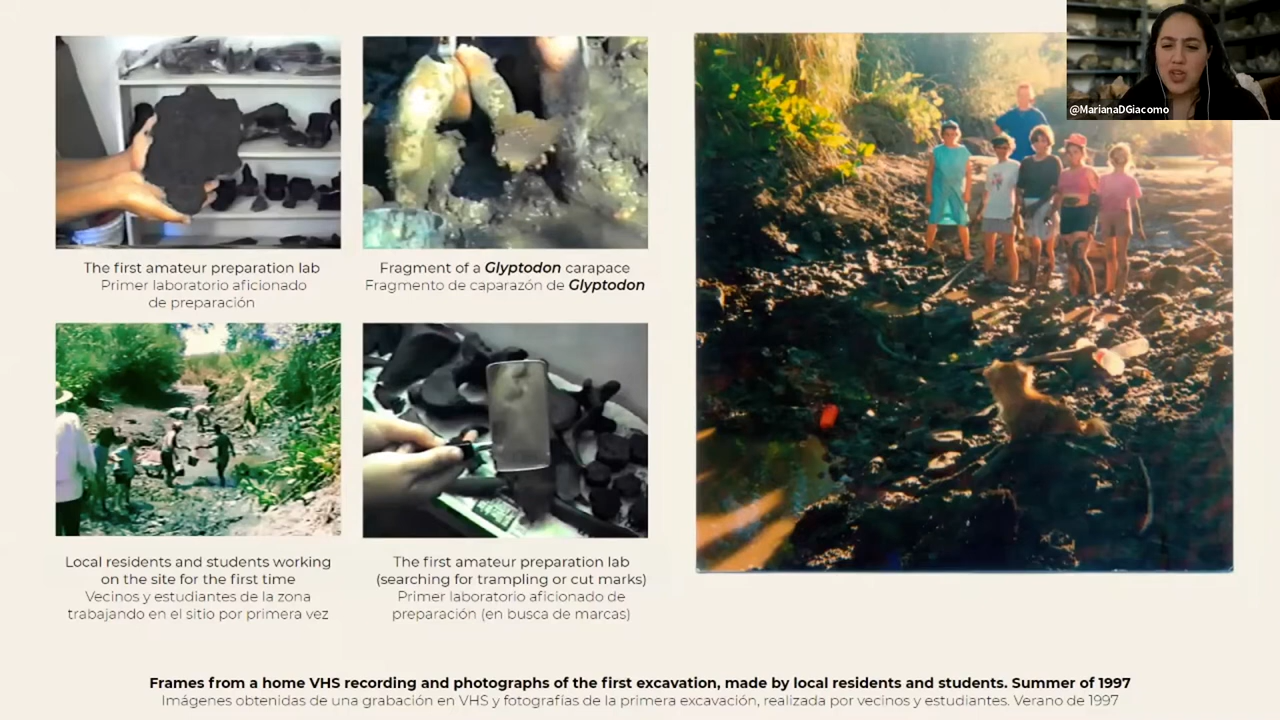 @MarianaDGiacomo
The first amateur preparation lab
Primer laboratorio aficionado
de preparación
Fragment of a Glyptodon carapace
Fragmento de caparazón de Glyptodon
Local residents and students working
on the site for the first time
Vecinos y estudiantes de la zona
trabajando en el sitio por primera vez
The first amateur preparation lab
(searching for trampling or cut marks)
Primer laboratorio aficionado de
preparación (en busca de marcas)
Frames from a home VHS recording and photographs of the first excavation, made by local residents and students. Summer of 1997
Imágenes obtenidas de una grabación en VHS y fotografías de la primera excavación, realizada por vecinos y estudiantes. Verano de 1997